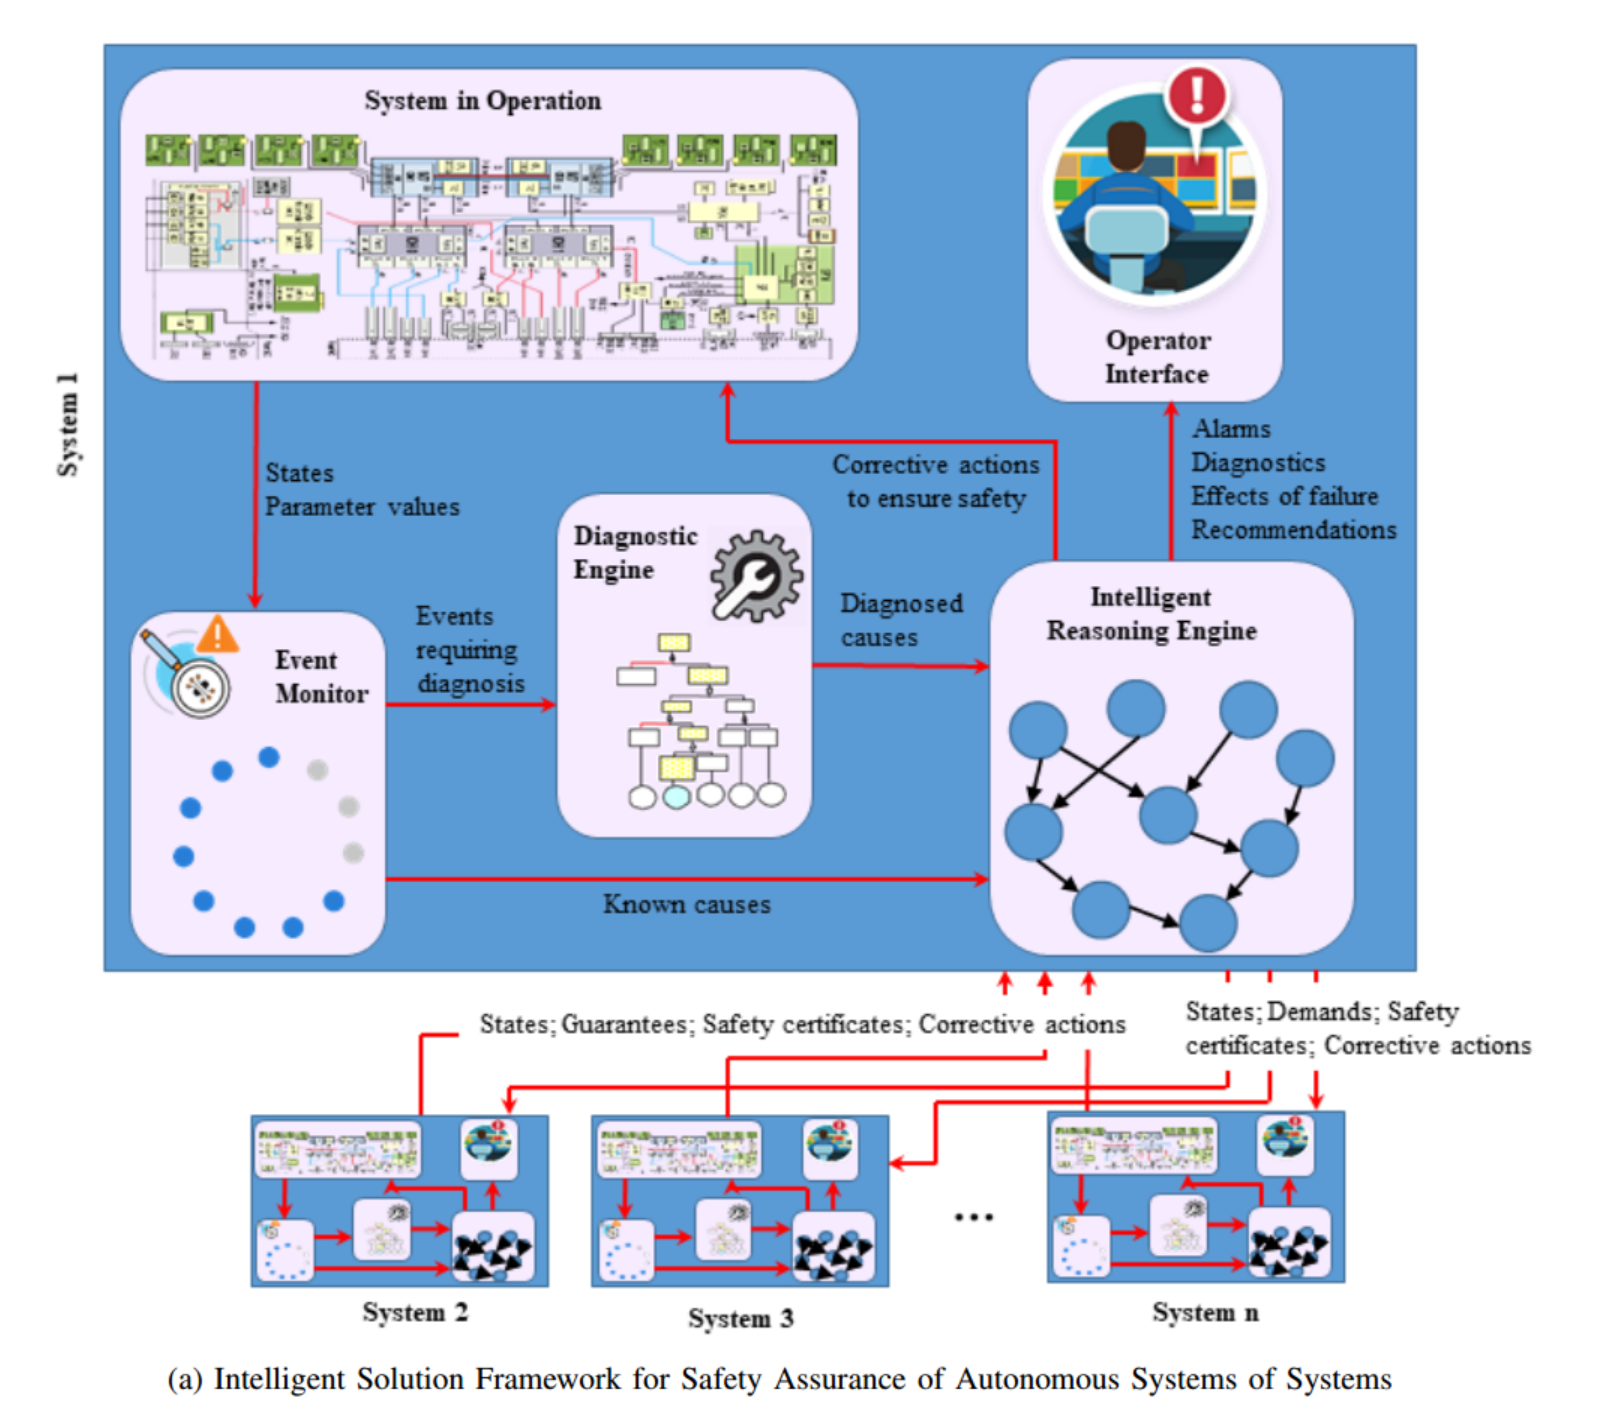 System in Operation
Operator
Interface
System 1
States
Parameter values
Corrective actions
to ensure safety
Alarms
Diagnostics
Effects of failure
Recommendations
Diagnostic
Engine
Intelligent
Reasoning Engine
Events
requiring
diagnosis
Diagnosed
causes
Event
Monitor
Known causes
States; Guarantees; Safety certificates; Corrective actions
States; Demands; Safety
certificates; Corrective actions
...
System 2
System 3
System n
(a) Intelligent Solution Framework for Safety Assurance of Autonomous Systems of Systems